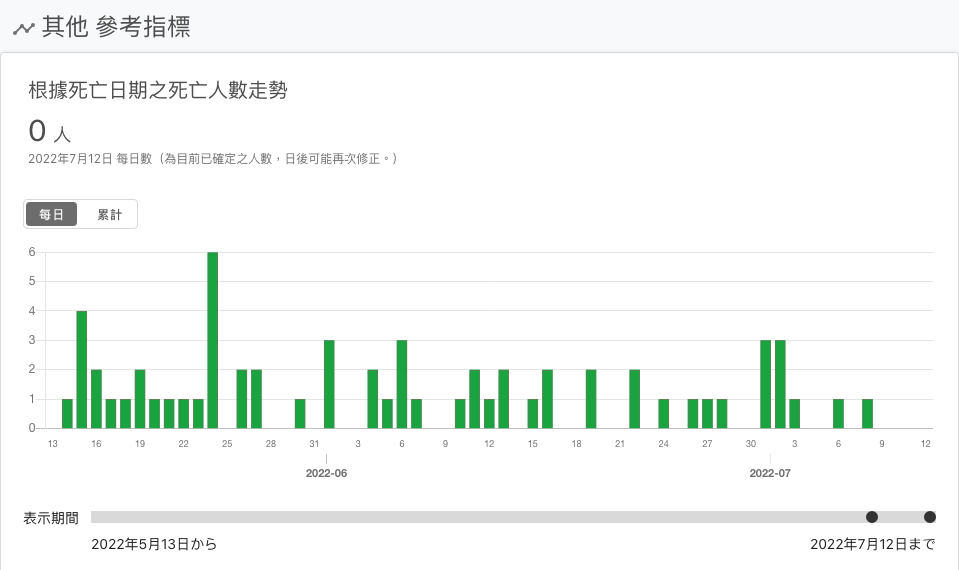 其他 參考指標
根據死亡日期之死亡人數走勢
0 人
2022年7月12日 每日數（為目前已確定之人數，日後可能再次修正。）
每日 累計
6
5
4
3
2
1
0
13 16 19 22 25 28 31 3 6 9 12 15 18 21 24 27 30 3 6 9 12
2022-06 2022-07
表示期間
2022年5月13日から 2022年7月12日まで